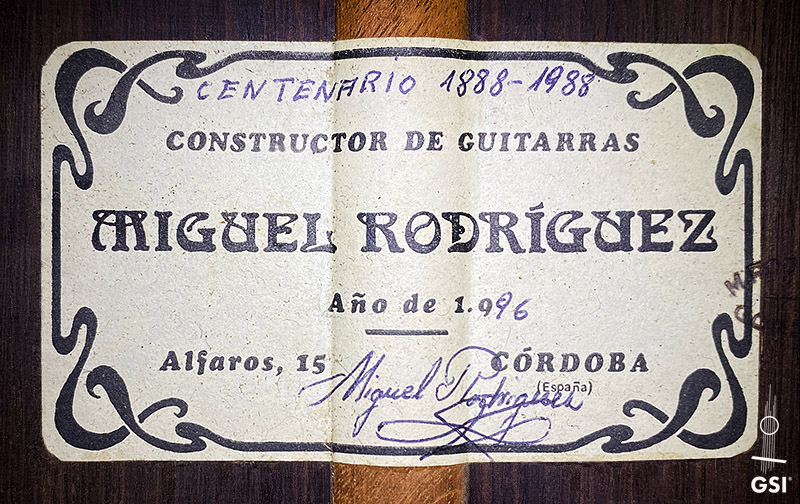 CENTENARIO 1888-1988
CONSTRUCTOR DE GUITARRAS
MIGUEL RODRÍGUEZ
Año de 1.996
Alfaros, 15 CÓRDOBA
(España)
Miguel Rodriguez
GSI